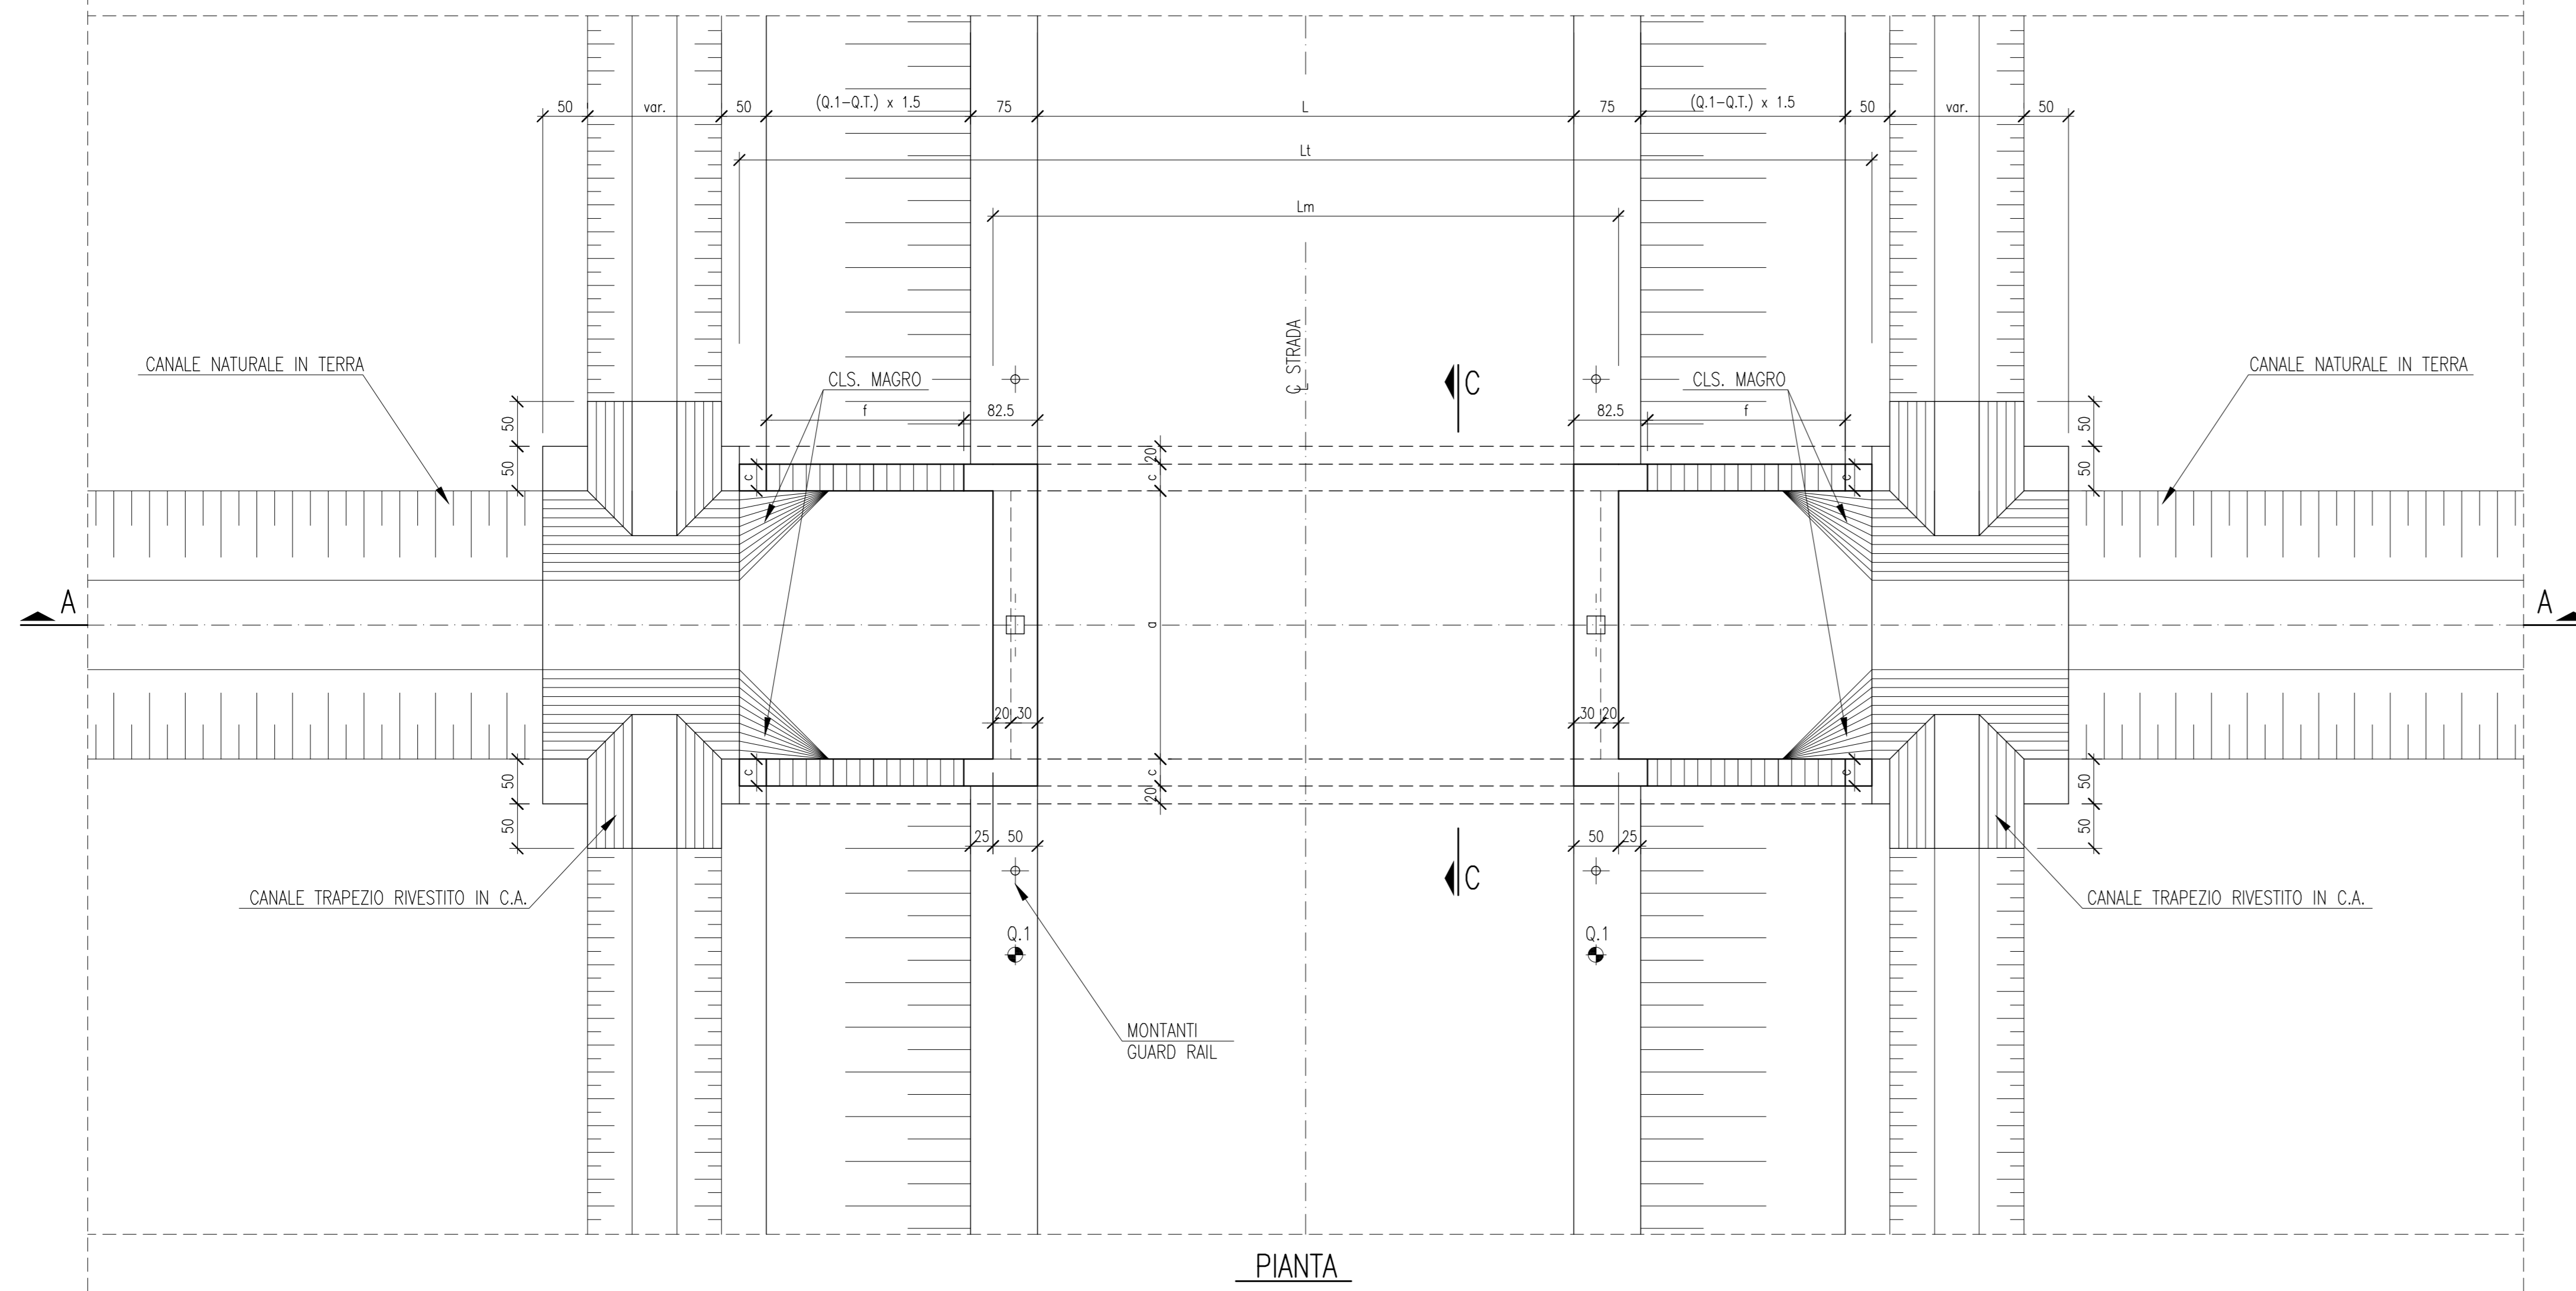 50 var. 50 (Q.1-Q.T.) x 1.5 75 L 75 (Q.1-Q.T.) x 1.5 50 var. 50
Lt
Lm
℄ STRADA
CANALE NATURALE IN TERRA
CLS. MAGRO
C
CLS. MAGRO
CANALE NATURALE IN TERRA
f 82.5
82.5 f
50
50
20
c
c
c
50
50
A
a
A
20 30
30 20
50
50
c
c
20
c
50
50
25 50
50 25
C
CANALE TRAPEZIO RIVESTITO IN C.A.
CANALE TRAPEZIO RIVESTITO IN C.A.
Q.1
Q.1
MONTANTI
GUARD RAIL
PIANTA